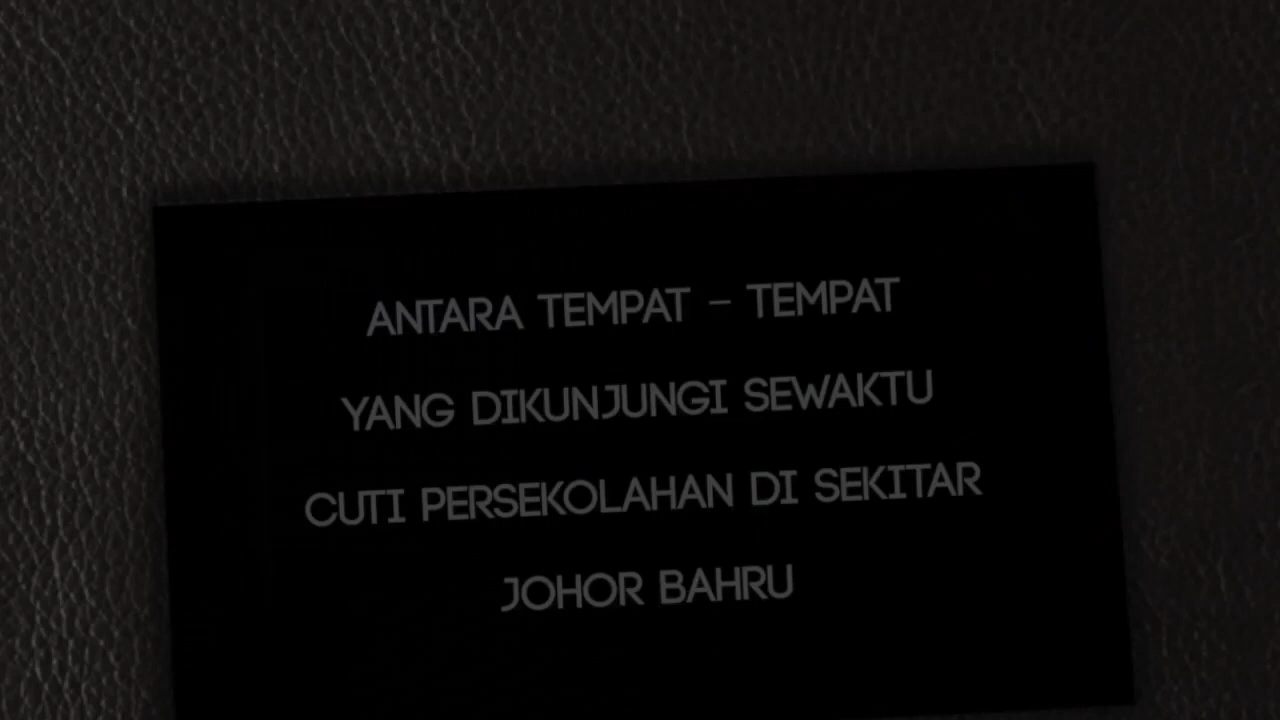 ANTARA TEMPAT - TEMPAT
YANG DIKUNJUNGI SEWAKTU
CUTI PERSEKOLAHAN DI SEKITAR
JOHOR BAHRU